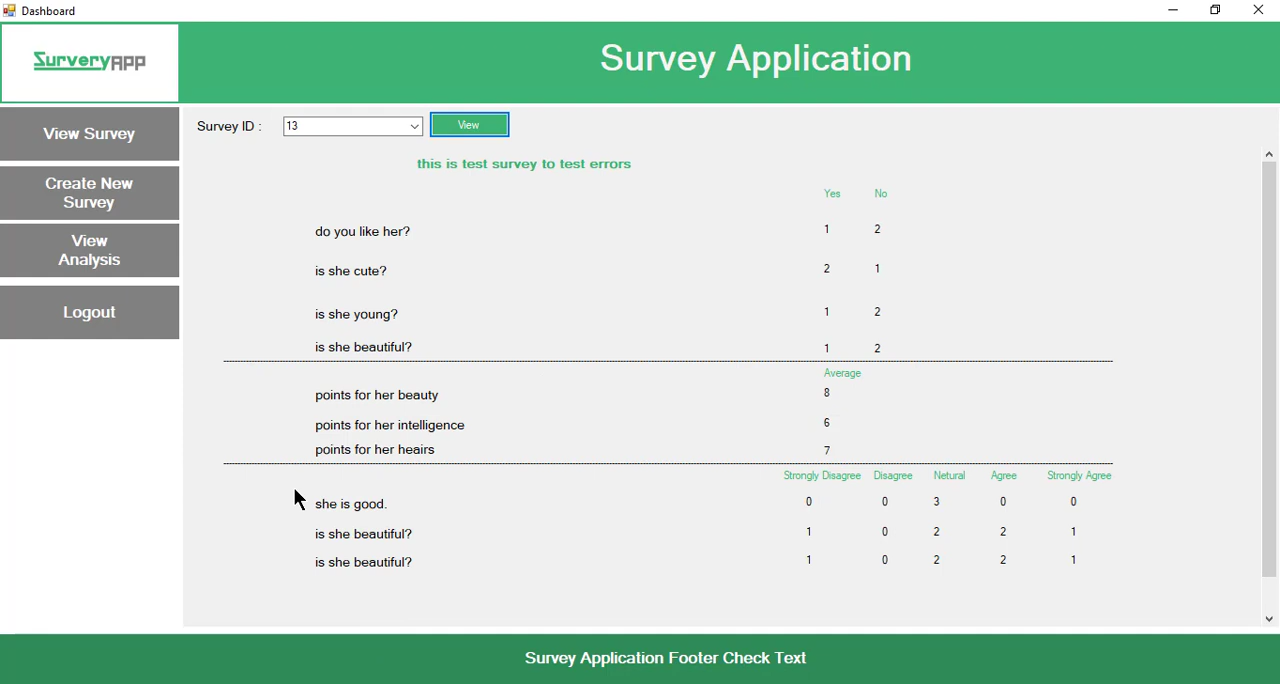 Dashboard
SurveryAPP
Survey Application
View Survey
Create New
Survey
View
Analysis
Logout
Survey ID :
13
View
this is test survey to test errors
Yes No
do you like her? 1 2
is she cute? 2 1
is she young? 1 2
is she beautiful? 1 2
Average
points for her beauty 8
points for her intelligence 6
points for her heairs 7
Strongly Disagree Disagree Netural Agree Strongly Agree
she is good. 0 0 3 0 0
is she beautiful? 1 0 2 2 1
is she beautiful? 1 0 2 2 1
Survey Application Footer Check Text